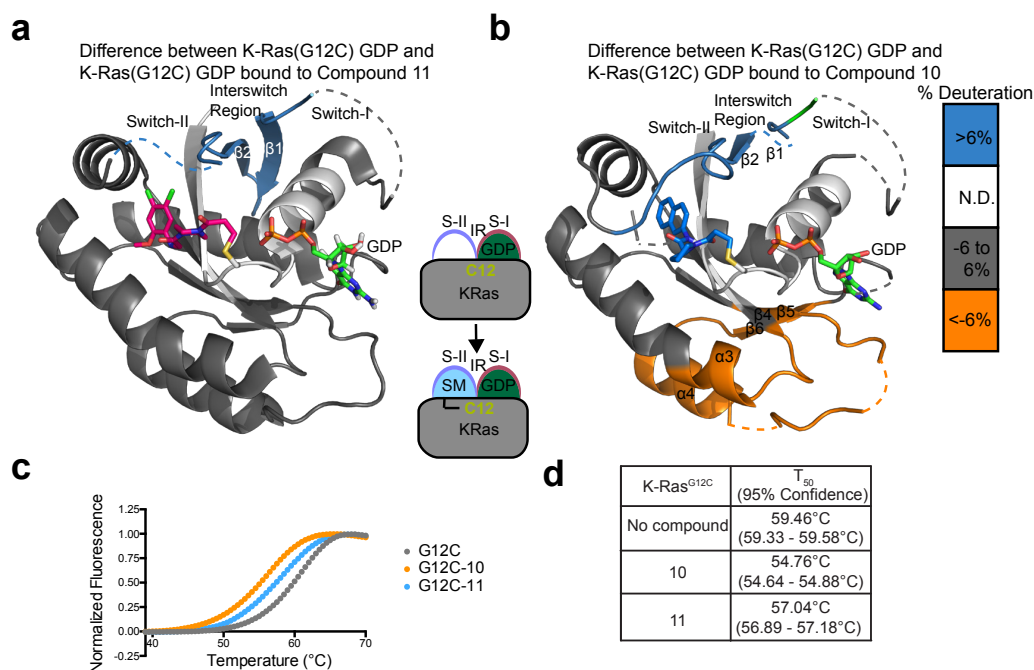 a
Difference between K-Ras(G12C) GDP and
K-Ras(G12C) GDP bound to Compound 11
Interswitch
Region
Switch-II
Switch-I
β2
β1
GDP
S-II
IR
S-I
GDP
C12
KRas
S-II
IR
S-I
SM
GDP
C12
KRas
b
Difference between K-Ras(G12C) GDP and
K-Ras(G12C) GDP bound to Compound 10
Interswitch
Region
Switch-II
Switch-I
β2
β1
GDP
β4
β5
β6
α3
α4
% Deuteration
>6%
N.D.
-6 to
6%
<-6%
c
Normalized Fluorescence
1.25
1.00
0.75
0.50
0.25
0.00
-0.25
40
50
60
70
Temperature (°C)
G12C
G12C-10
G12C-11
d
K-Ras^G12C T50
(95% Confidence)
No compound 59.46°C
(59.33 - 59.58°C)
10 54.76°C
(54.64 - 54.88°C)
11 57.04°C
(56.89 - 57.18°C)